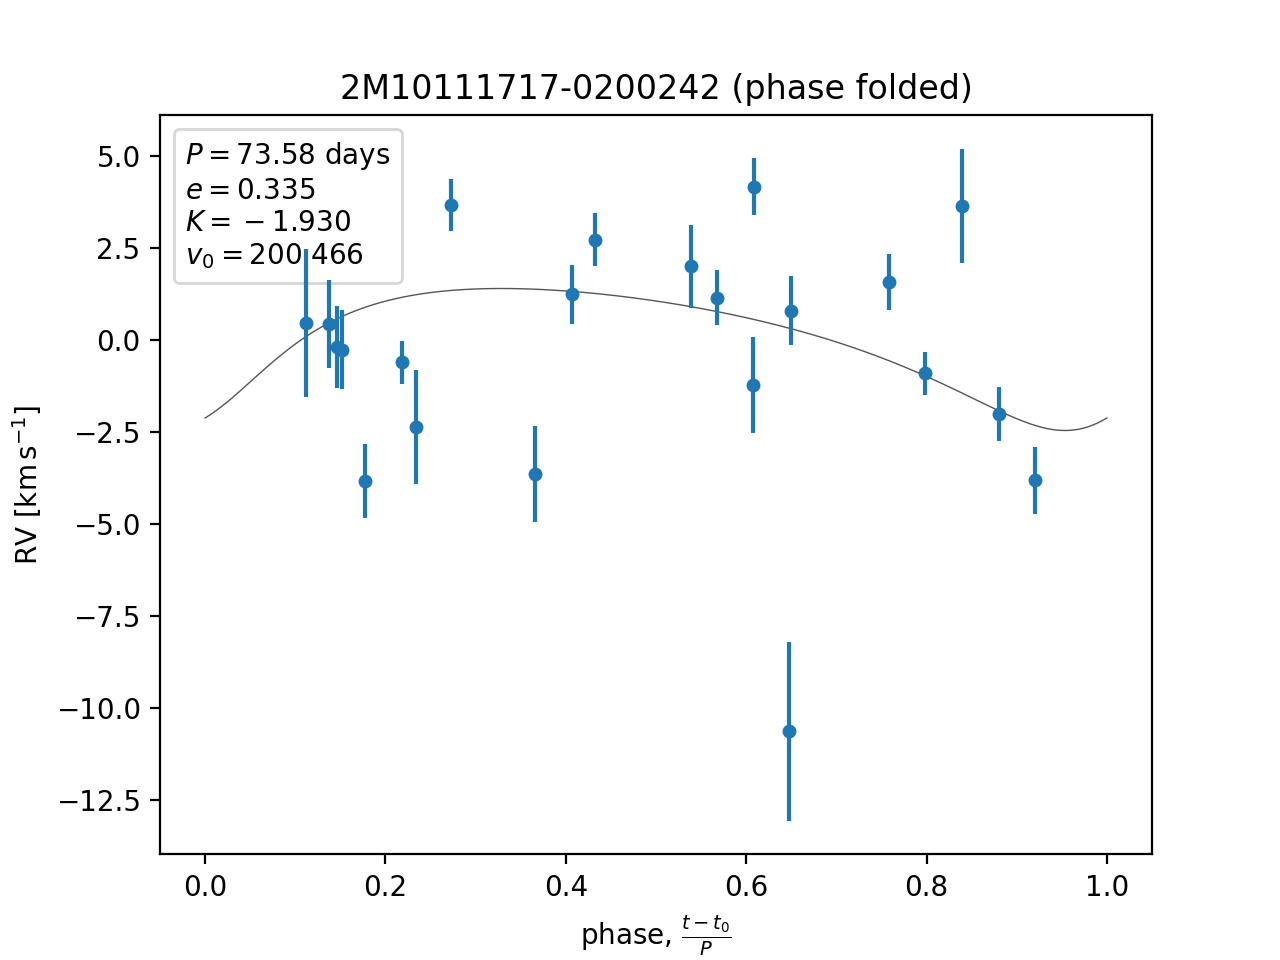 2M10111717-0200242 (phase folded)
P = 73.58 days
e = 0.335
K = −1.930
v₀ = 200.466
RV [km s⁻¹]
5.0
2.5
0.0
−2.5
−5.0
−7.5
−10.0
−12.5
0.0 0.2 0.4 0.6 0.8 1.0
phase, (t − t₀)/P